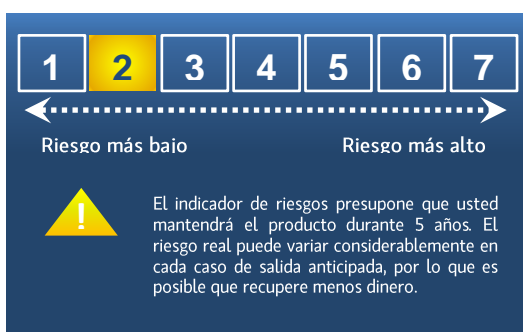 1 2 3 4 5 6 7
Riesgo más bajo Riesgo más alto
!
El indicador de riesgos presupone que usted
mantendrá el producto durante 5 años. El
riesgo real puede variar considerablemente en
cada caso de salida anticipada, por lo que es
posible que recupere menos dinero.